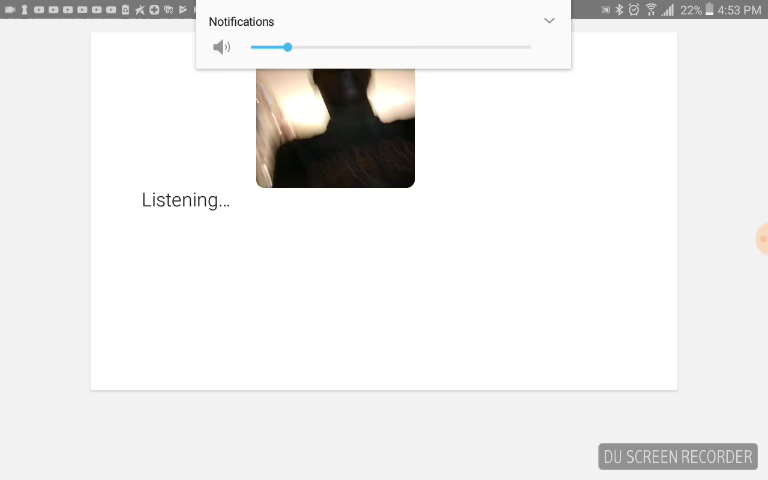 22% 4:53 PM
Notifications
Listening...
DU SCREEN RECORDER